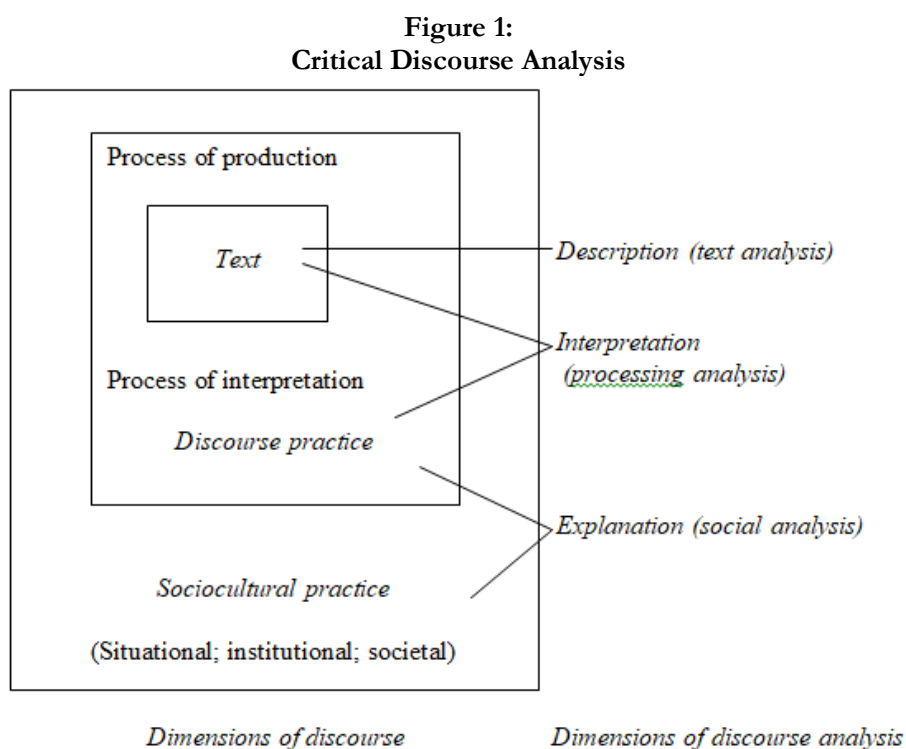 Figure 1:
Critical Discourse Analysis
Process of production
Text
Description (text analysis)
Interpretation
(processing analysis)
Process of interpretation
Discourse practice
Explanation (social analysis)
Sociocultural practice
(Situational; institutional; societal)
Dimensions of discourse
Dimensions of discourse analysis